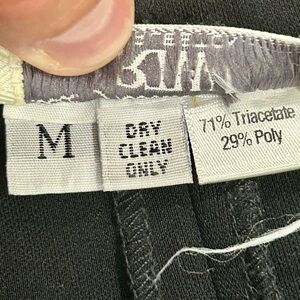 M
DRY
CLEAN
ONLY
71% Triacetate
29% Poly